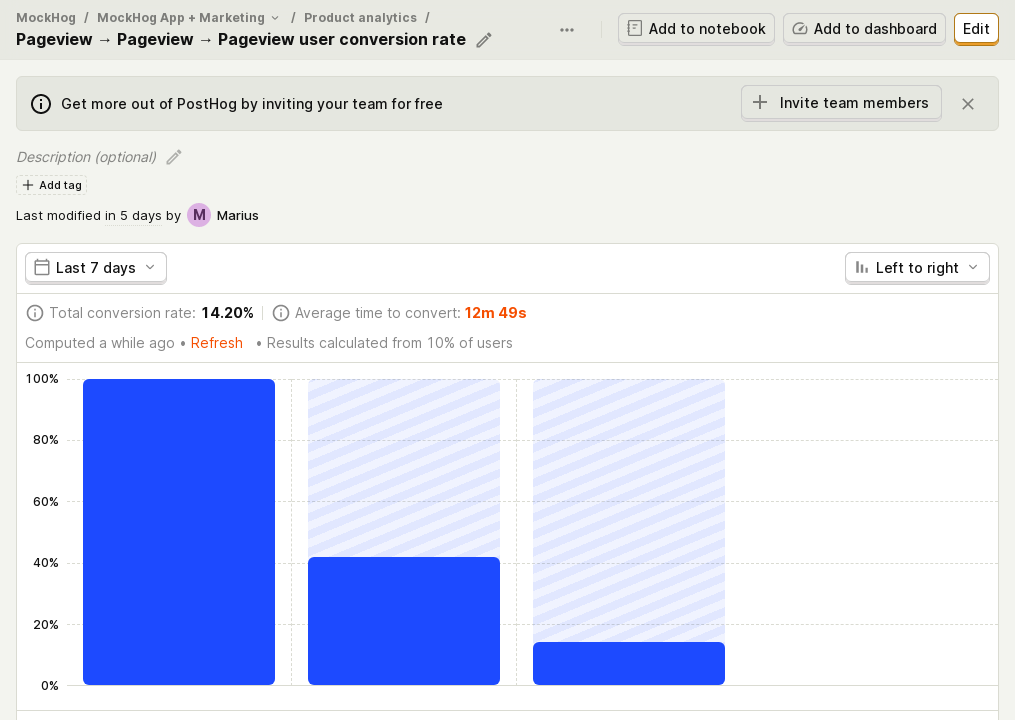 MockHog / MockHog App + Marketing / Product analytics /
Pageview → Pageview → Pageview user conversion rate
Add to notebook
Add to dashboard
Edit
Get more out of PostHog by inviting your team for free
Invite team members
Description (optional)
Add tag
Last modified in 5 days by M Marius
Last 7 days
Left to right
Total conversion rate: 14.20%
Average time to convert: 12m 49s
Computed a while ago • Refresh • Results calculated from 10% of users
100%
80%
60%
40%
20%
0%